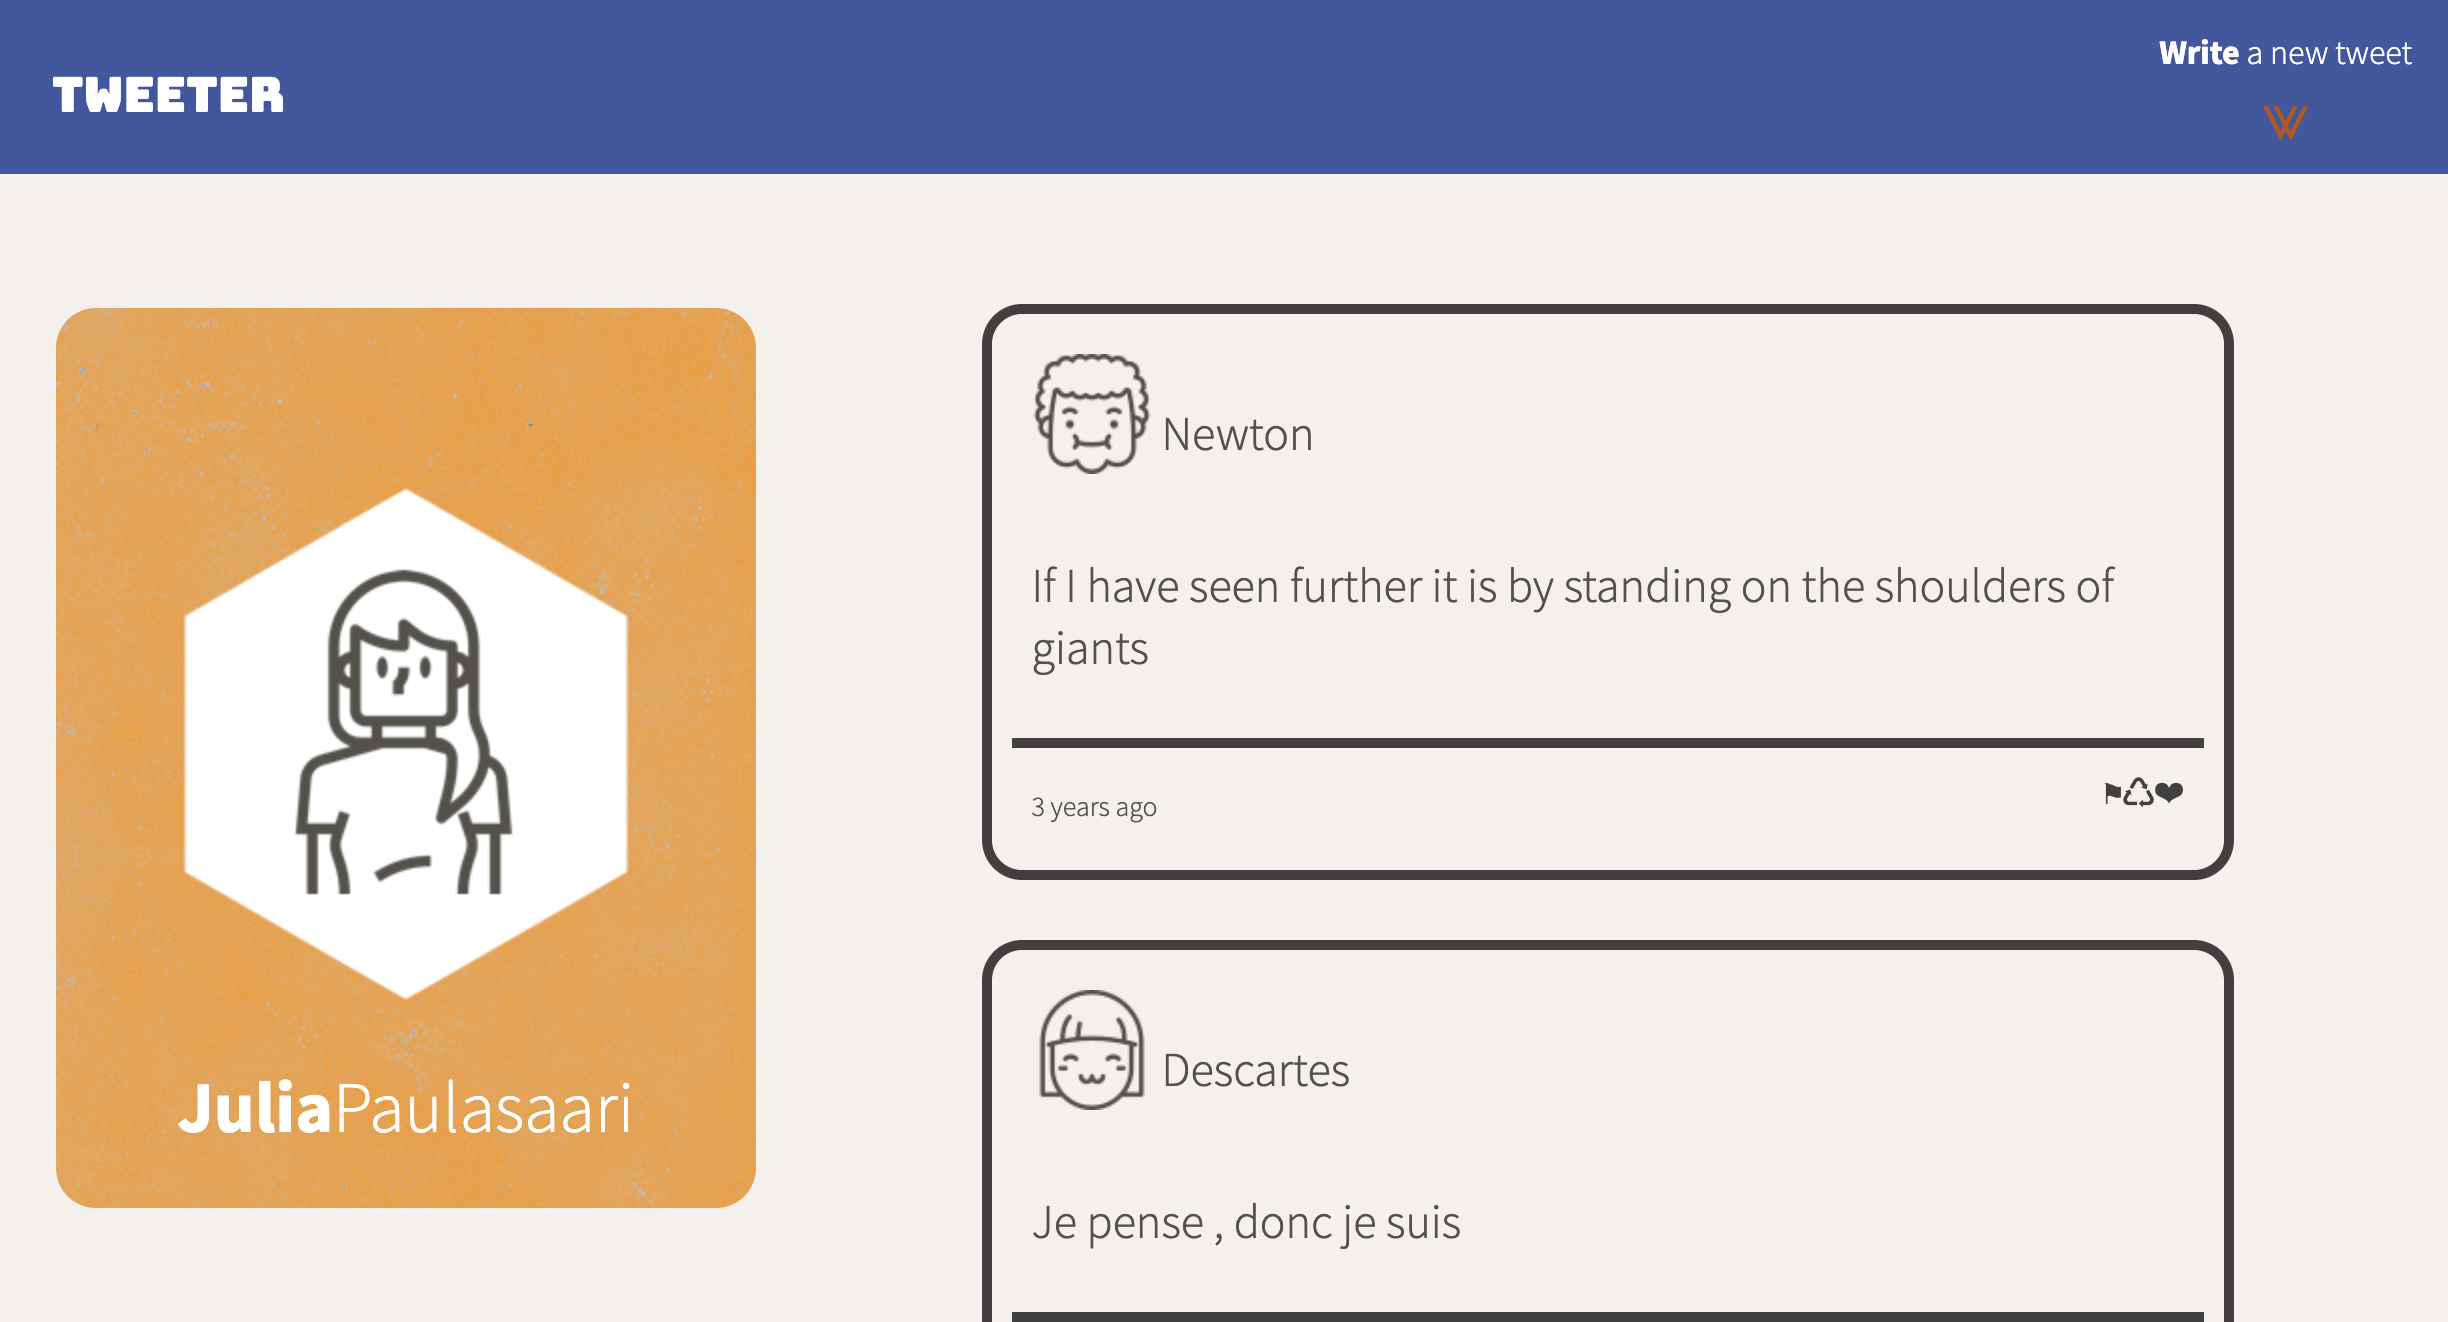 TWEETER
Write a new tweet
JuliaPaulasaari
Newton
If I have seen further it is by standing on the shoulders of
giants
3 years ago
Descartes
Je pense , donc je suis